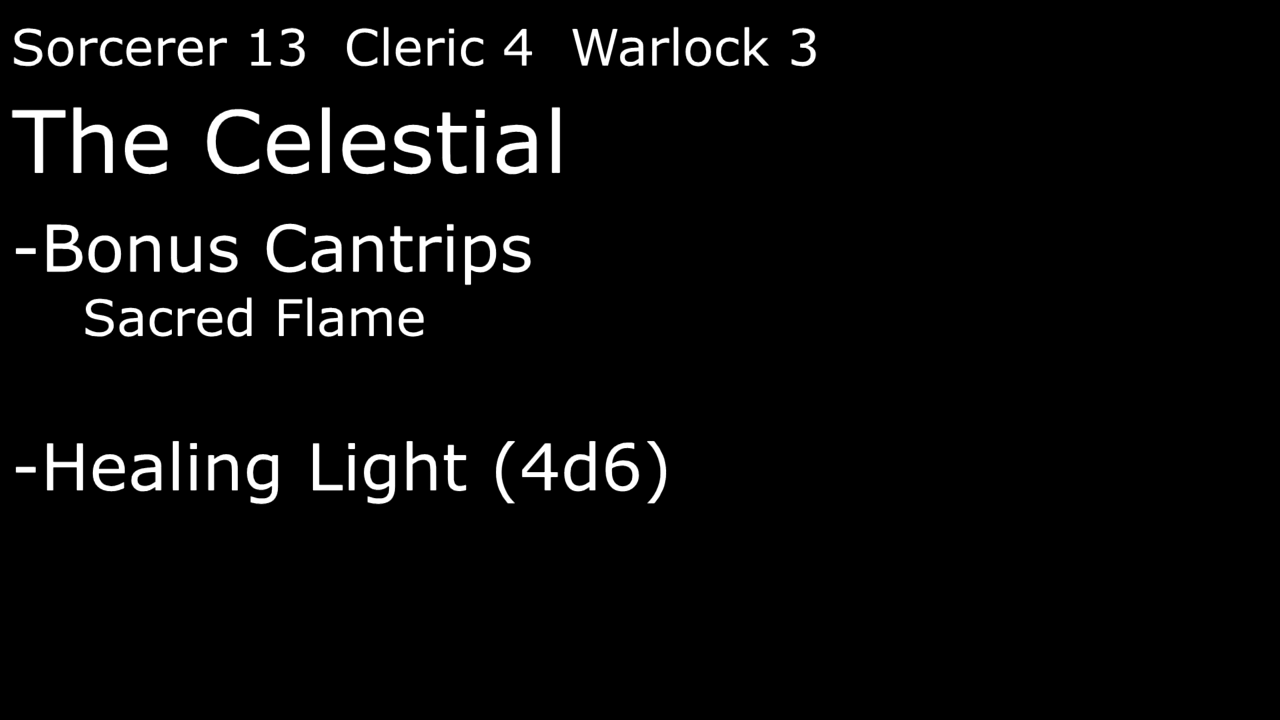 Sorcerer 13  Cleric 4  Warlock 3
The Celestial
-Bonus Cantrips
Sacred Flame
-Healing Light (4d6)